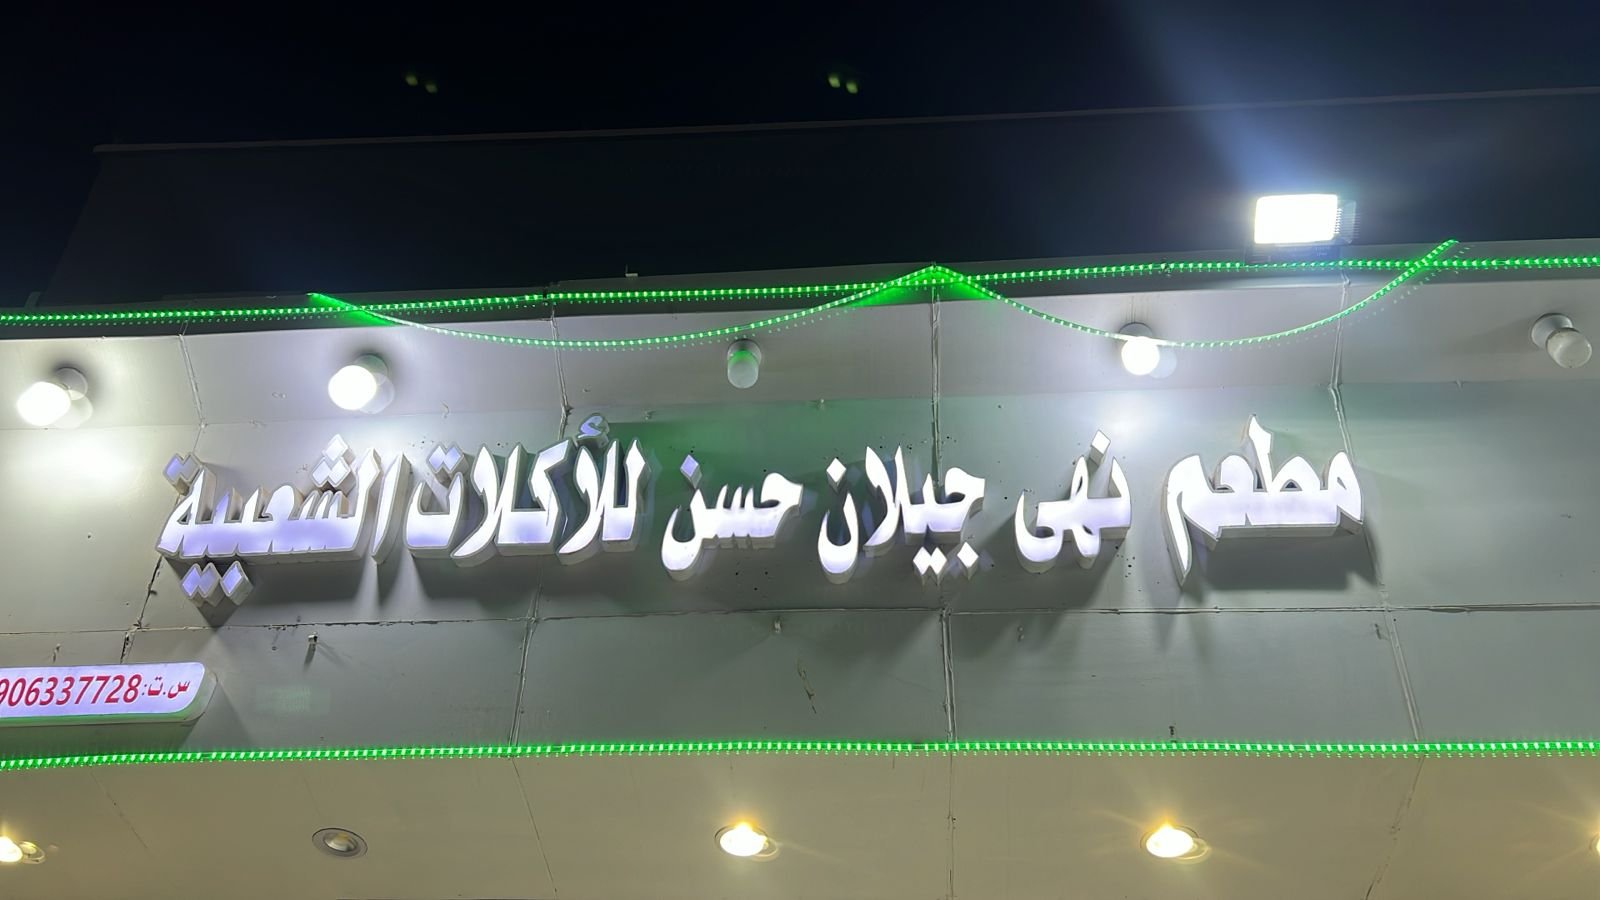 مطعم نهى جيلان حسن للأكلات الشعبية
س.ت: 906337728